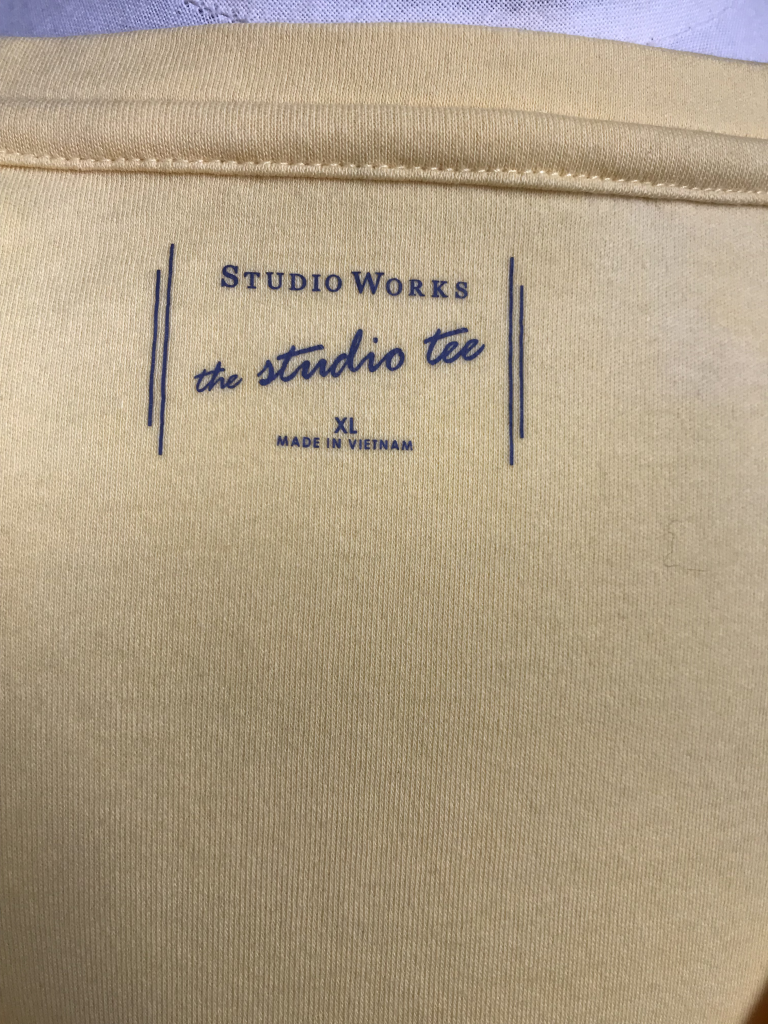 STUDIO WORKS
the studio tee
XL
MADE IN VIETNAM